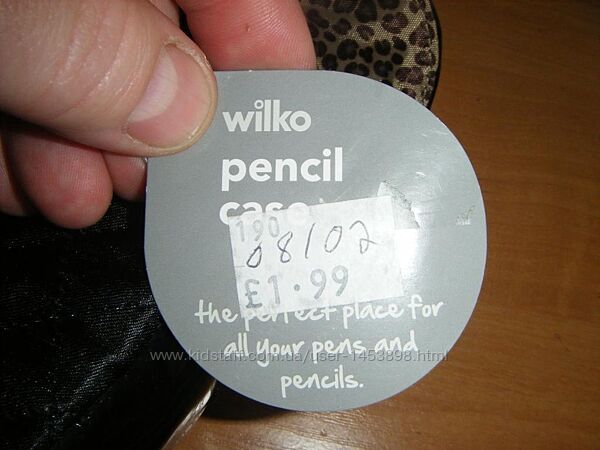 wilko
pencil
case
190
08102
£1.99
the perfect place for
all your pens and
pencils.
www.kidstaff.com.ua/user-1453898.html